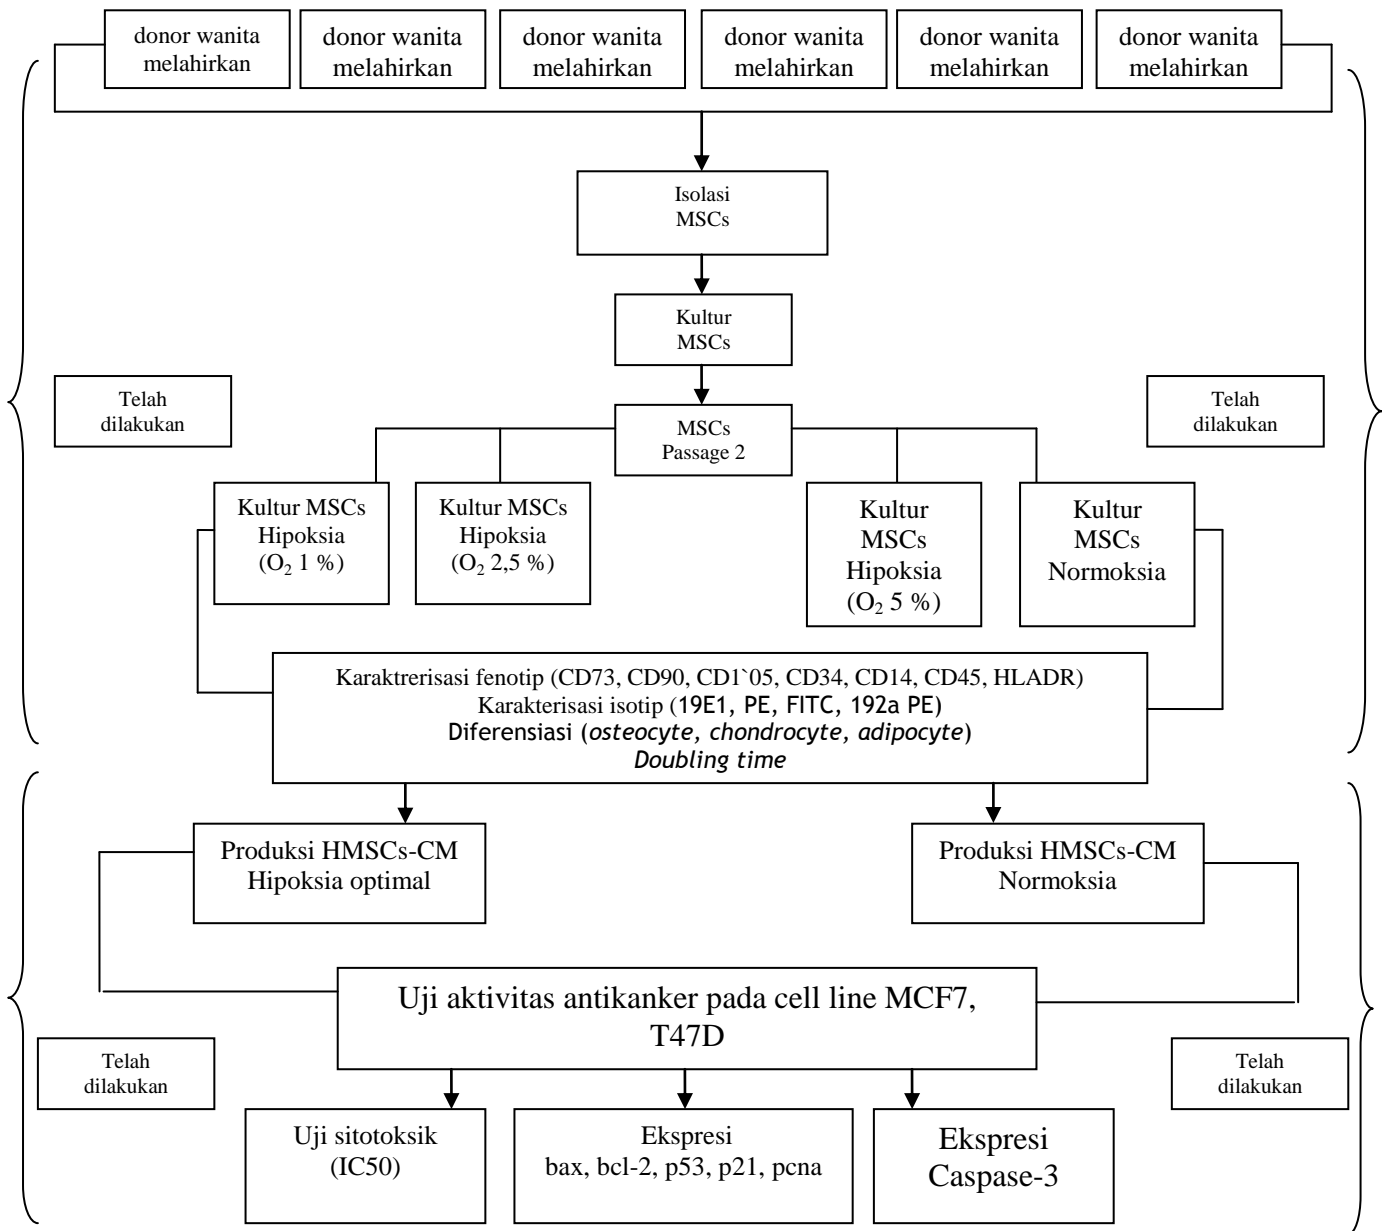 donor wanita
melahirkan
donor wanita
melahirkan
donor wanita
melahirkan
donor wanita
melahirkan
donor wanita
melahirkan
donor wanita
melahirkan
Isolasi
MSCs
Kultur
MSCs
Telah
dilakukan
MSCs
Passage 2
Telah
dilakukan
Kultur MSCs
Hipoksia
(O₂ 1 %)
Kultur MSCs
Hipoksia
(O₂ 2,5 %)
Kultur
MSCs
Hipoksia
(O₂ 5 %)
Kultur
MSCs
Normoksia
Karaktrerisasi fenotip (CD73, CD90, CD1`05, CD34, CD14, CD45, HLADR)
Karakterisasi isotip (19E1, PE, FITC, 192a PE)
Diferensiasi (osteocyte, chondrocyte, adipocyte)
Doubling time
Produksi HMSCs-CM
Hipoksia optimal
Produksi HMSCs-CM
Normoksia
Uji aktivitas antikanker pada cell line MCF7,
T47D
Telah
dilakukan
Telah
dilakukan
Uji sitotoksik
(IC50)
Ekspresi
bax, bcl-2, p53, p21, pcna
Ekspresi
Caspase-3